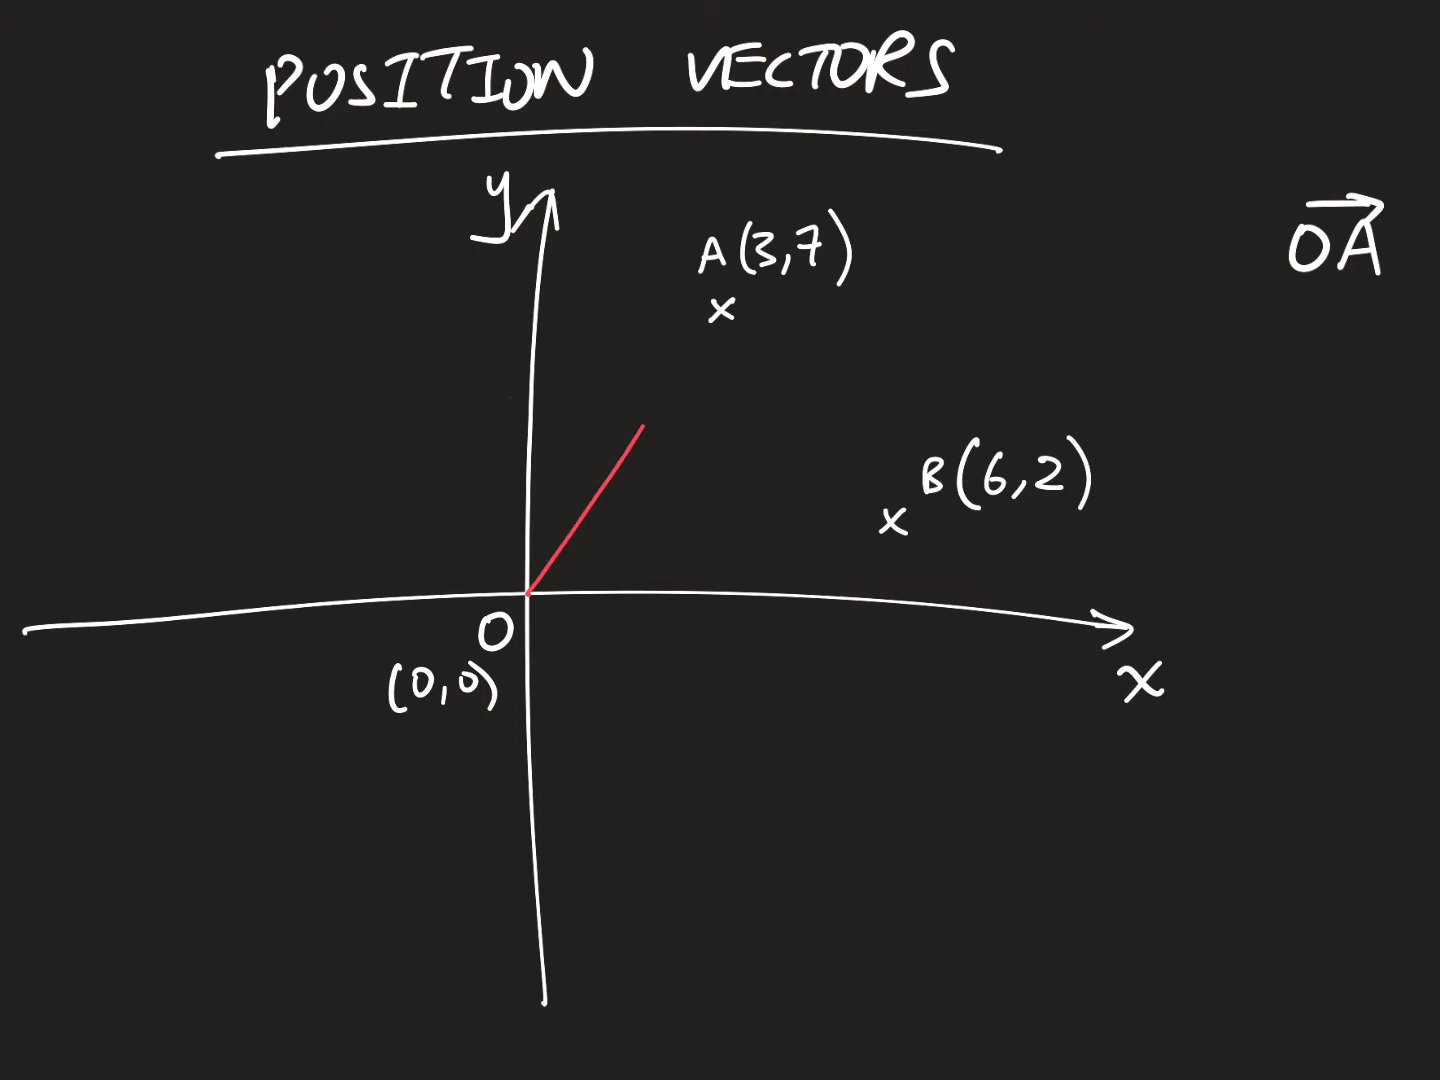 POSITION VECTORS
y
A(3,7)
x
OA
B(6,2)
x
O
(0,0)
x